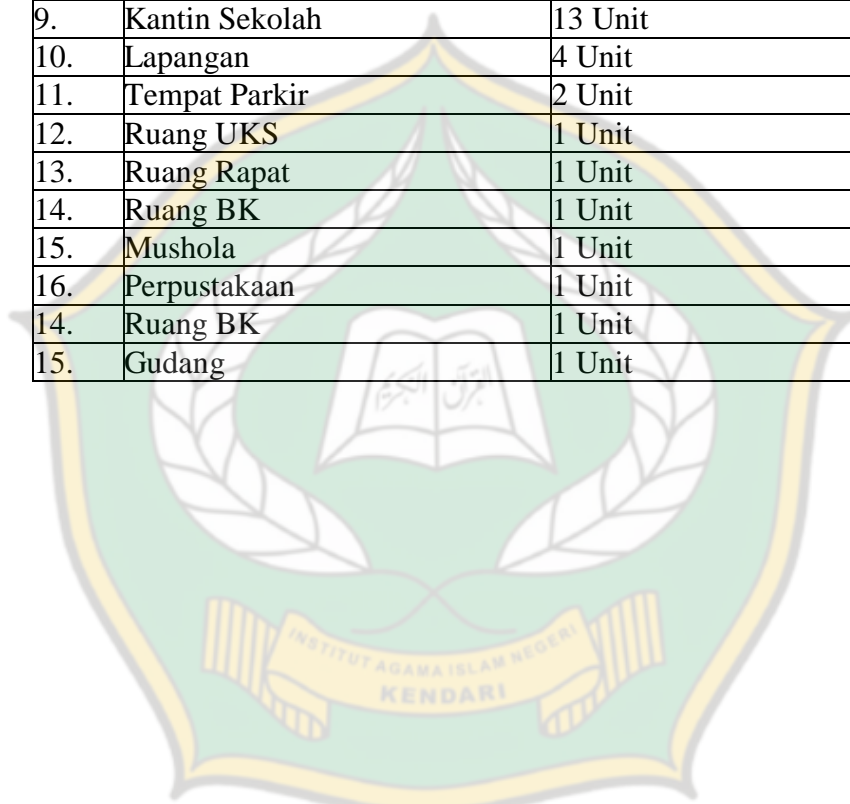 9. Kantin Sekolah 13 Unit
10. Lapangan 4 Unit
11. Tempat Parkir 2 Unit
12. Ruang UKS 1 Unit
13. Ruang Rapat 1 Unit
14. Ruang BK 1 Unit
15. Mushola 1 Unit
16. Perpustakaan 1 Unit
14. Ruang BK 1 Unit
15. Gudang 1 Unit
القرآن الكريم
INSTITUT AGAMA ISLAM NEGERI
KENDARI